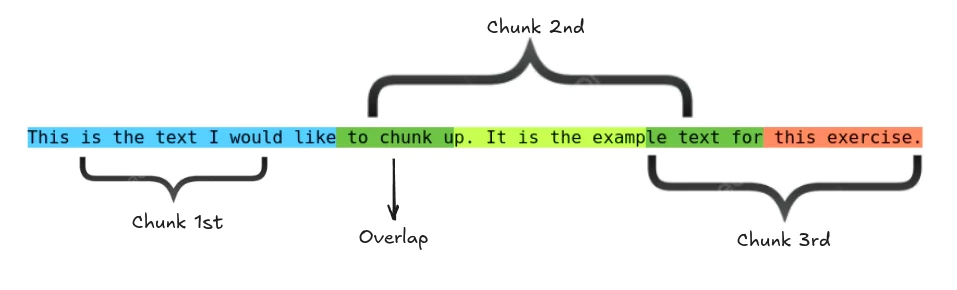 Chunk 2nd
This is the text I would like to chunk up. It is the example text for this exercise.
Chunk 1st
Overlap
Chunk 3rd